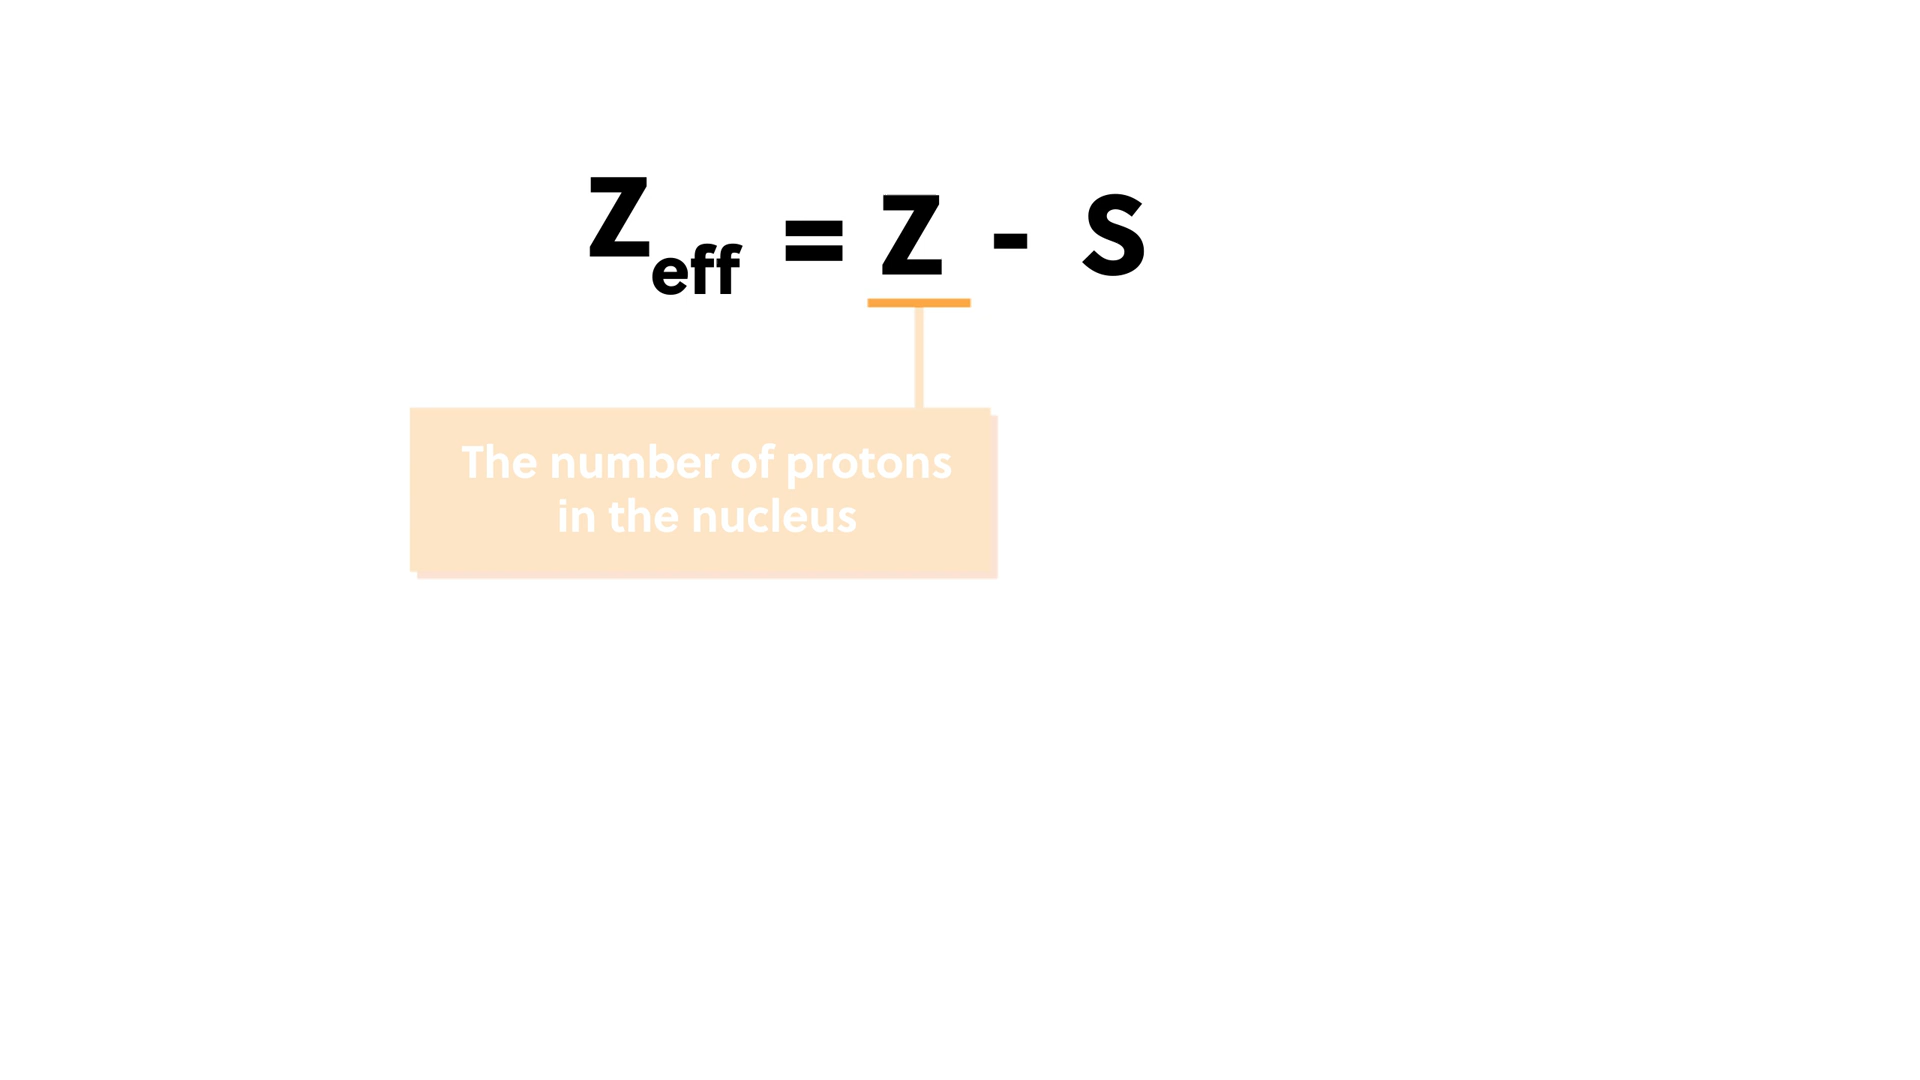 Zeff = Z - S
The number of protons
in the nucleus